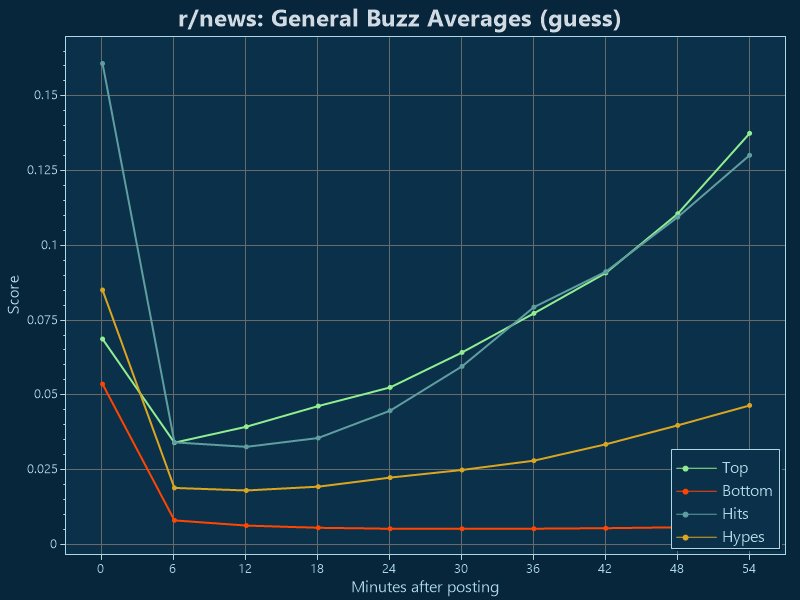 r/news: General Buzz Averages (guess)
0.15
0.125
0.1
0.075
0.05
0.025
0
Score
Top
Bottom
Hits
Hypes
0 6 12 18 24 30 36 42 48 54
Minutes after posting